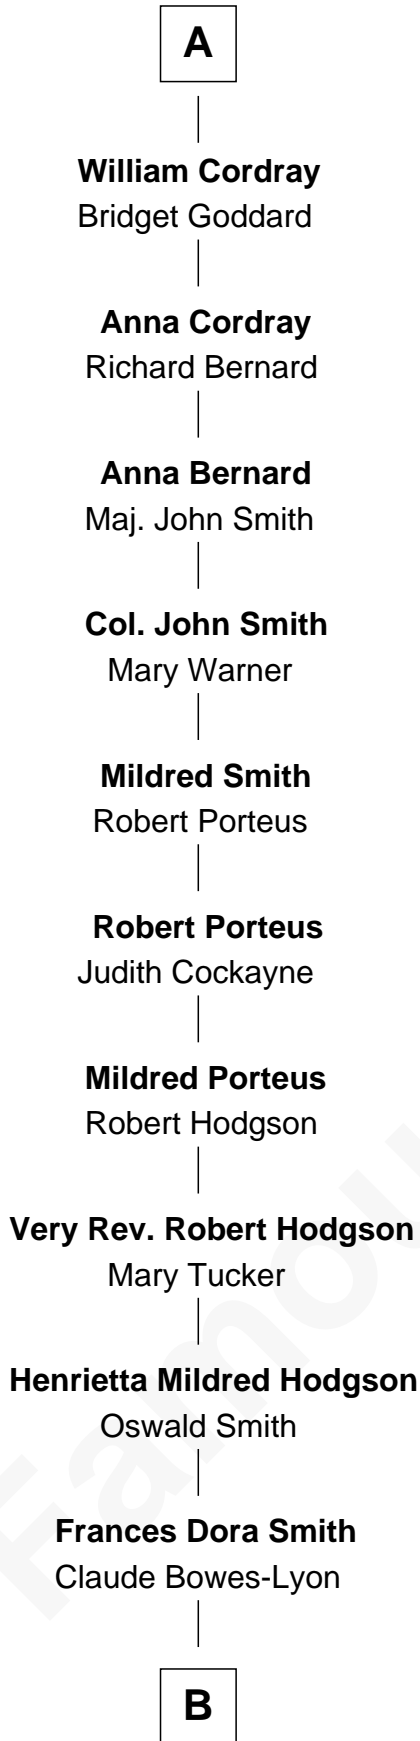 A
William Cordray
Bridget Goddard
Anna Cordray
Richard Bernard
Anna Bernard
Maj. John Smith
Col. John Smith
Mary Warner
Mildred Smith
Robert Porteus
Robert Porteus
Judith Cockayne
Mildred Porteus
Robert Hodgson
Very Rev. Robert Hodgson
Mary Tucker
Henrietta Mildred Hodgson
Oswald Smith
Frances Dora Smith
Claude Bowes-Lyon
B